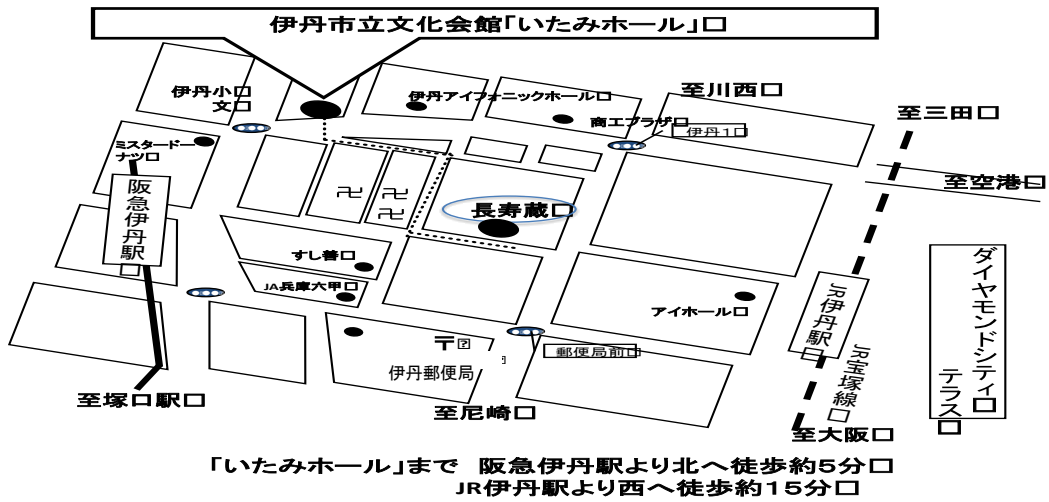 伊丹市立文化会館「いたみホール」
伊丹小
文
伊丹アイフォニックホール
至川西
商工プラザ
伊丹1
至三田
至空港
ミスタードー
ナツ
阪急伊丹駅
卍
卍
卍
長寿蔵
すし善
JA兵庫六甲
アイホール
JR伊丹駅
ダイヤモンドシティ
テラス
〒
伊丹郵便局
郵便局前
JR宝塚線
至塚口駅
至尼崎
至大阪
「いたみホール」まで 阪急伊丹駅より北へ徒歩約5分
JR伊丹駅より西へ徒歩約15分